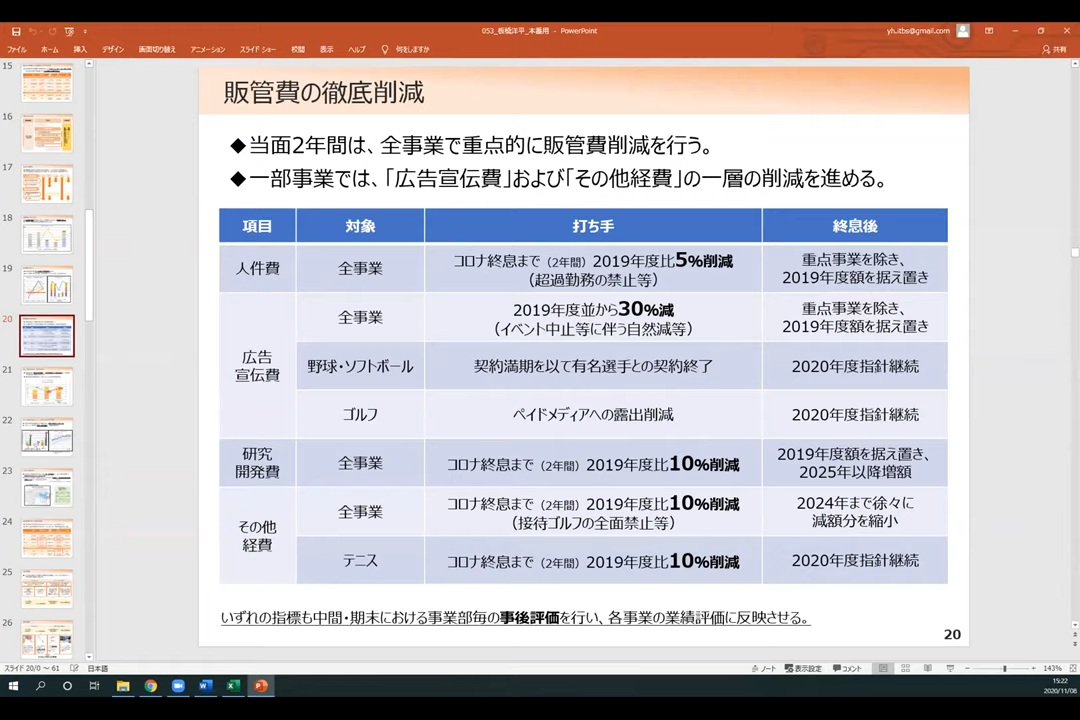 053_板橋洋平_本番用 - PowerPoint
yh.itbs@gmail.com
ファイル ホーム 挿入 デザイン 画面切り替え アニメーション スライド ショー 校閲 表示 ヘルプ 何をしますか
共有
15
16
17
18
19
20
21
22
23
24
25
26
販管費の徹底削減
◆当面2年間は、全事業で重点的に販管費削減を行う。
◆一部事業では、「広告宣伝費」および「その他経費」の一層の削減を進める。
項目 対象 打ち手 終息後
人件費 全事業 コロナ終息まで（2年間）2019年度比5%削減
（超過勤務の禁止等）
重点事業を除き、
2019年度額を据え置き
広告
宣伝費
全事業 2019年度並から30%減
（イベント中止等に伴う自然減等）
重点事業を除き、
2019年度額を据え置き
野球・ソフトボール 契約満期を以て有名選手との契約終了 2020年度指針継続
ゴルフ ペイドメディアへの露出削減 2020年度指針継続
研究
開発費
全事業 コロナ終息まで（2年間）2019年度比10%削減
2019年度額を据え置き、
2025年以降増額
その他
経費
全事業 コロナ終息まで（2年間）2019年度比10%削減
（接待ゴルフの全面禁止等）
2024年まで徐々に
減額分を縮小
テニス コロナ終息まで（2年間）2019年度比10%削減 2020年度指針継続
いずれの指標も中間・期末における事業部毎の事後評価を行い、各事業の業績評価に反映させる。
20
スライド 20/0 ～ 61 日本語
ノート 表示設定 コメント
143%
15:22
2020/11/08